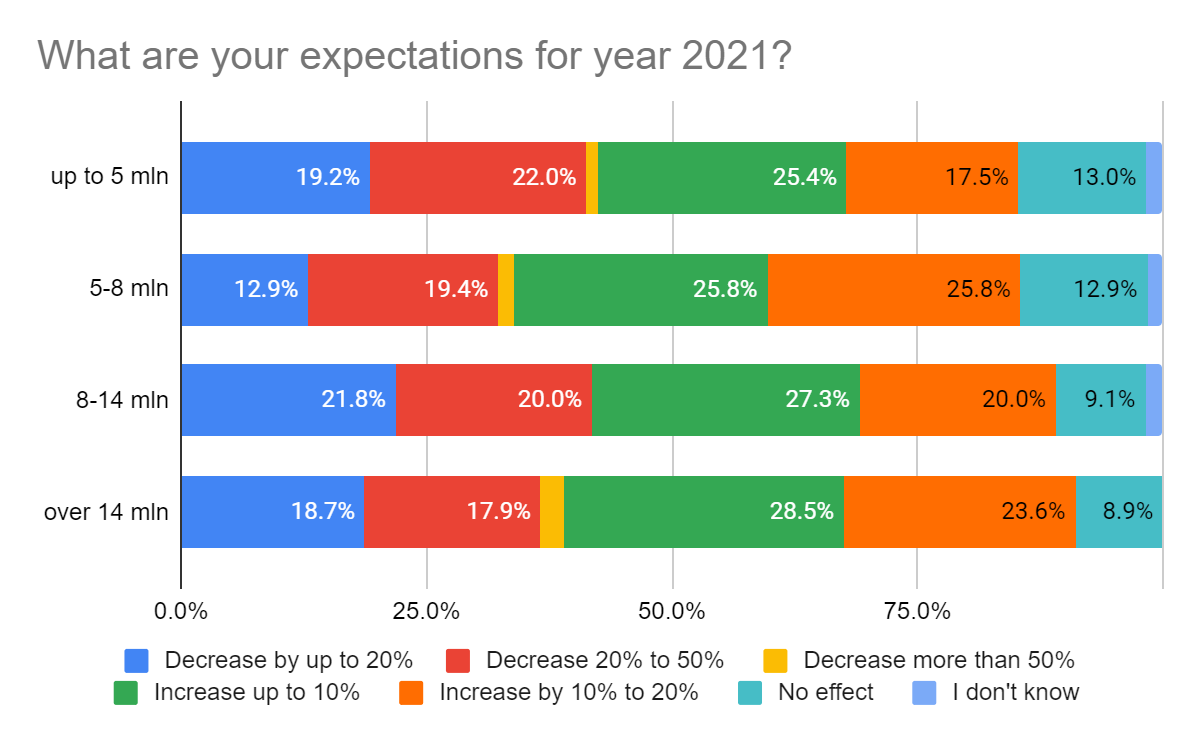 What are your expectations for year 2021?
up to 5 mln 19.2% 22.0% 25.4% 17.5% 13.0%
5-8 mln 12.9% 19.4% 25.8% 25.8% 12.9%
8-14 mln 21.8% 20.0% 27.3% 20.0% 9.1%
over 14 mln 18.7% 17.9% 28.5% 23.6% 8.9%
0.0% 25.0% 50.0% 75.0%
Decrease by up to 20% Decrease 20% to 50% Decrease more than 50%
Increase up to 10% Increase by 10% to 20% No effect I don't know